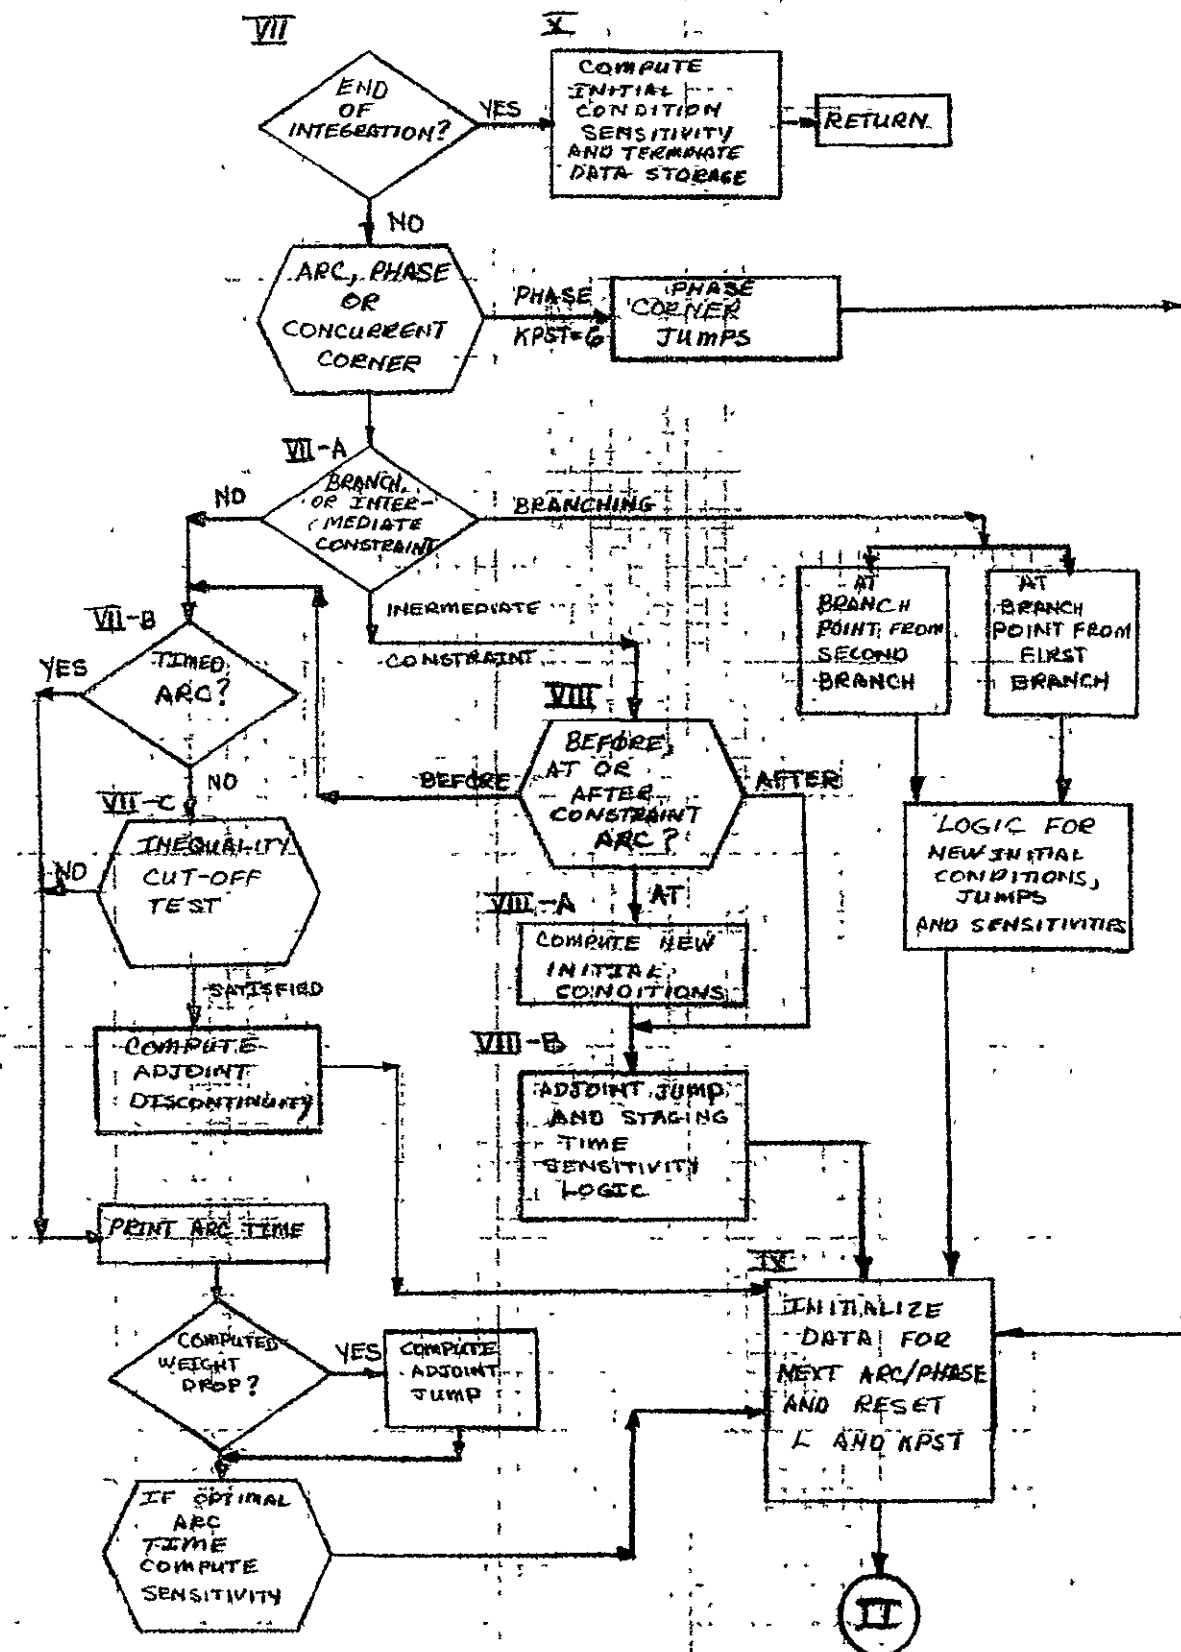 VII
X
END
OF
INTEGRATION?
YES
COMPUTE
INITIAL
CONDITION
SENSITIVITY
AND TERMINATE
DATA STORAGE
RETURN
NO
ARC, PHASE
OR
CONCURRENT
CORNER
PHASE
KPST=6
PHASE
CORNER
JUMPS
VII-A
BRANCH
OR INTER-
MEDIATE
CONSTRAINT
NO
BRANCHING
INERMEDIATE
CONSTRAINT
AT
BRANCH
POINT FROM
SECOND
BRANCH
AT
BRANCH
POINT FROM
FIRST
BRANCH
VII-B
YES
TIMED
ARC?
NO
VIII
BEFORE,
AT OR
AFTER
CONSTRAINT
ARC?
BEFORE
AFTER
AT
LOGIC FOR
NEW INITIAL
CONDITIONS,
JUMPS
AND SENSITIVITIES
VII-C
INEQUALITY
CUT-OFF
TEST
NO
SATISFIED
VIII-A
COMPUTE NEW
INITIAL
CONDITIONS
VIII-B
ADJOINT JUMP
AND STAGING
TIME
SENSITIVITY
LOGIC
COMPUTE
ADJOINT
DISCONTINUITY
PRINT ARC TIME
COMPUTED
WEIGHT
DROP?
YES
COMPUTE
ADJOINT
JUMP
IV
INITIALIZE
DATA FOR
NEXT ARC/PHASE
AND RESET
L AND KPST
IF OPTIMAL
ARC
TIME
COMPUTE
SENSITIVITY
II